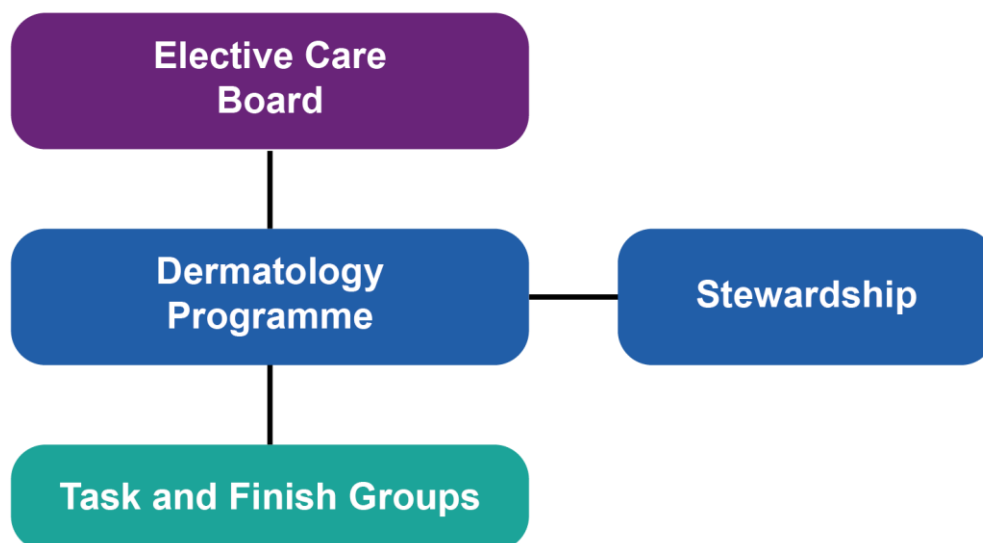 Elective Care
Board
Dermatology
Programme
Stewardship
Task and Finish Groups